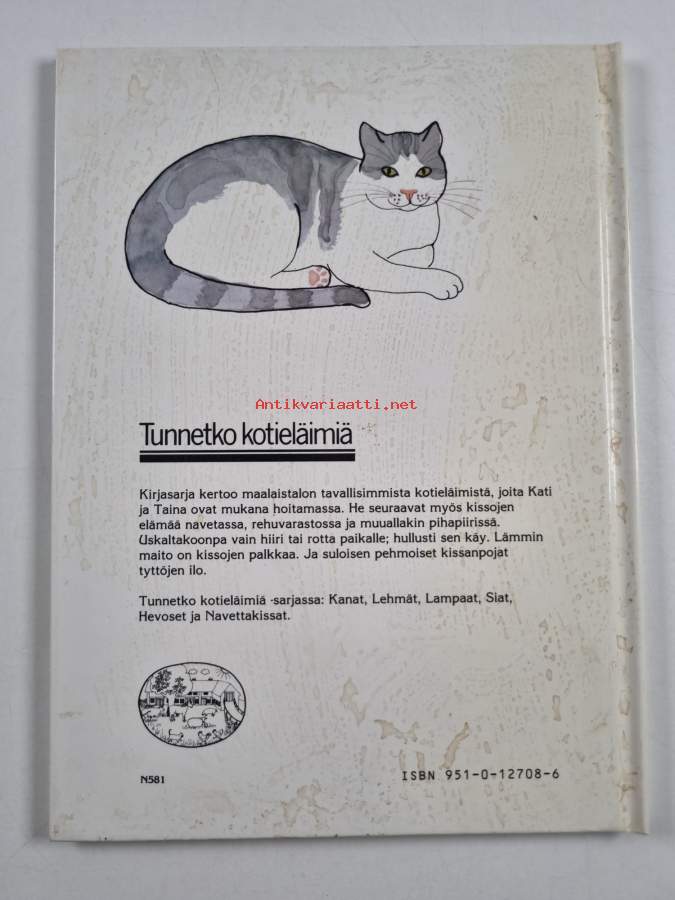 Antikvariaatti.net
Tunnetko kotieläimiä
Kirjasarja kertoo maalaistalon tavallisimmista kotieläimistä, joita Kati
ja Taina ovat mukana hoitamassa. He seuraavat myös kissojen
elämää navetassa, rehuvarastossa ja muuallakin pihapiirissä.
Uskaltakoonpa vain hiiri tai rotta paikalle; hullusti sen käy. Lämmin
maito on kissojen palkkaa. Ja suloisen pehmoiset kissanpojat
tyttöjen ilo.
Tunnetko kotieläimiä -sarjassa: Kanat, Lehmät, Lampaat, Siat,
Hevoset ja Navettakissat.
N581
ISBN 951-0-12708-6